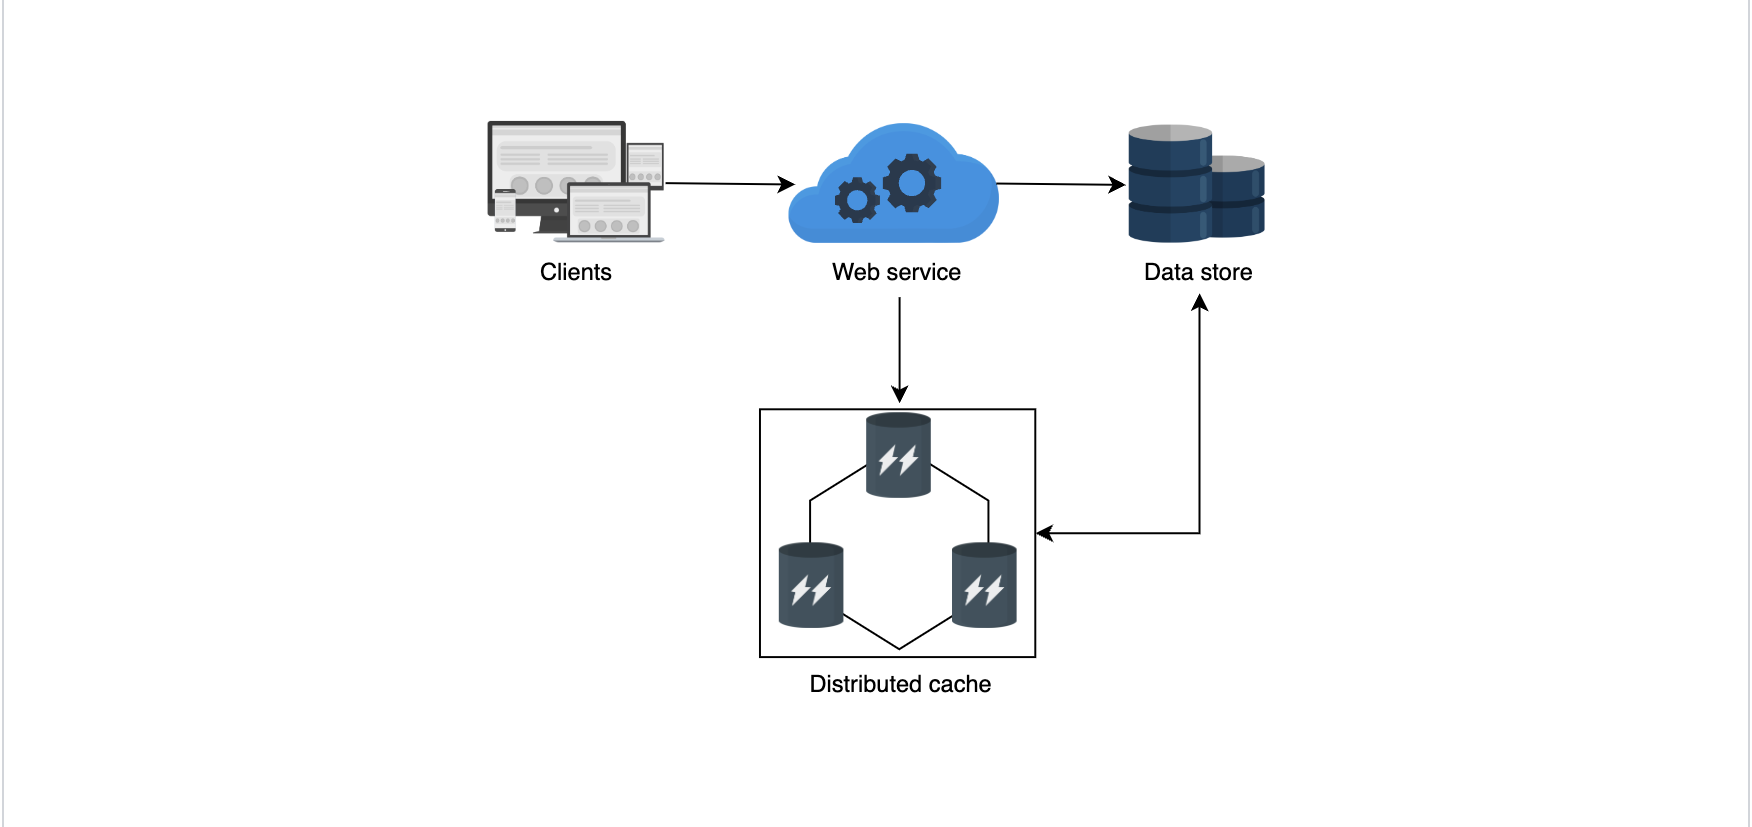 Clients
Web service
Data store
Distributed cache